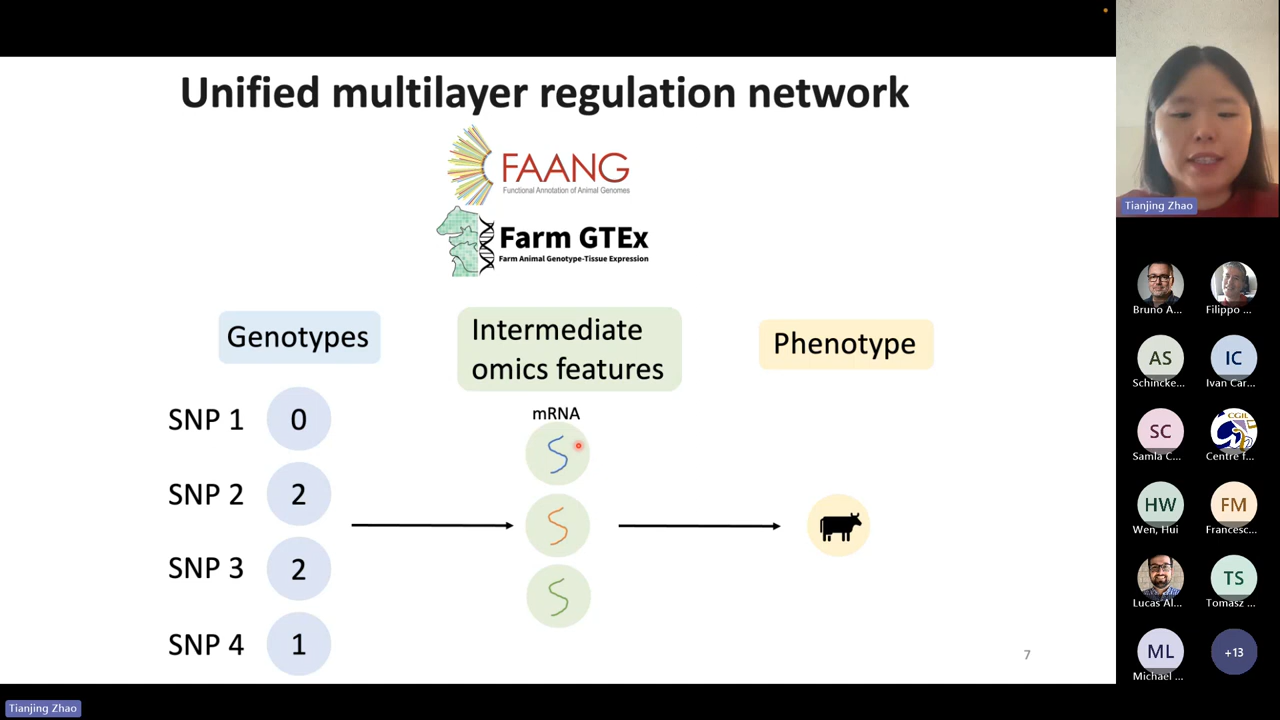 Unified multilayer regulation network
FAANG
Functional Annotation of Animal Genomes
Farm GTEx
Farm Animal Genotype-Tissue Expression
Genotypes
Intermediate
omics features
Phenotype
mRNA
SNP 1 0
SNP 2 2
SNP 3 2
SNP 4 1
7
Tianjing Zhao
Bruno A...
Filippo ...
AS
Schincke...
IC
Ivan Car...
SC
Samla C...
CGIL
Centre f...
HW
Wen, Hui
FM
Francesc...
Lucas Al...
TS
Tomasz ...
ML
Michael ...
+13
Tianjing Zhao